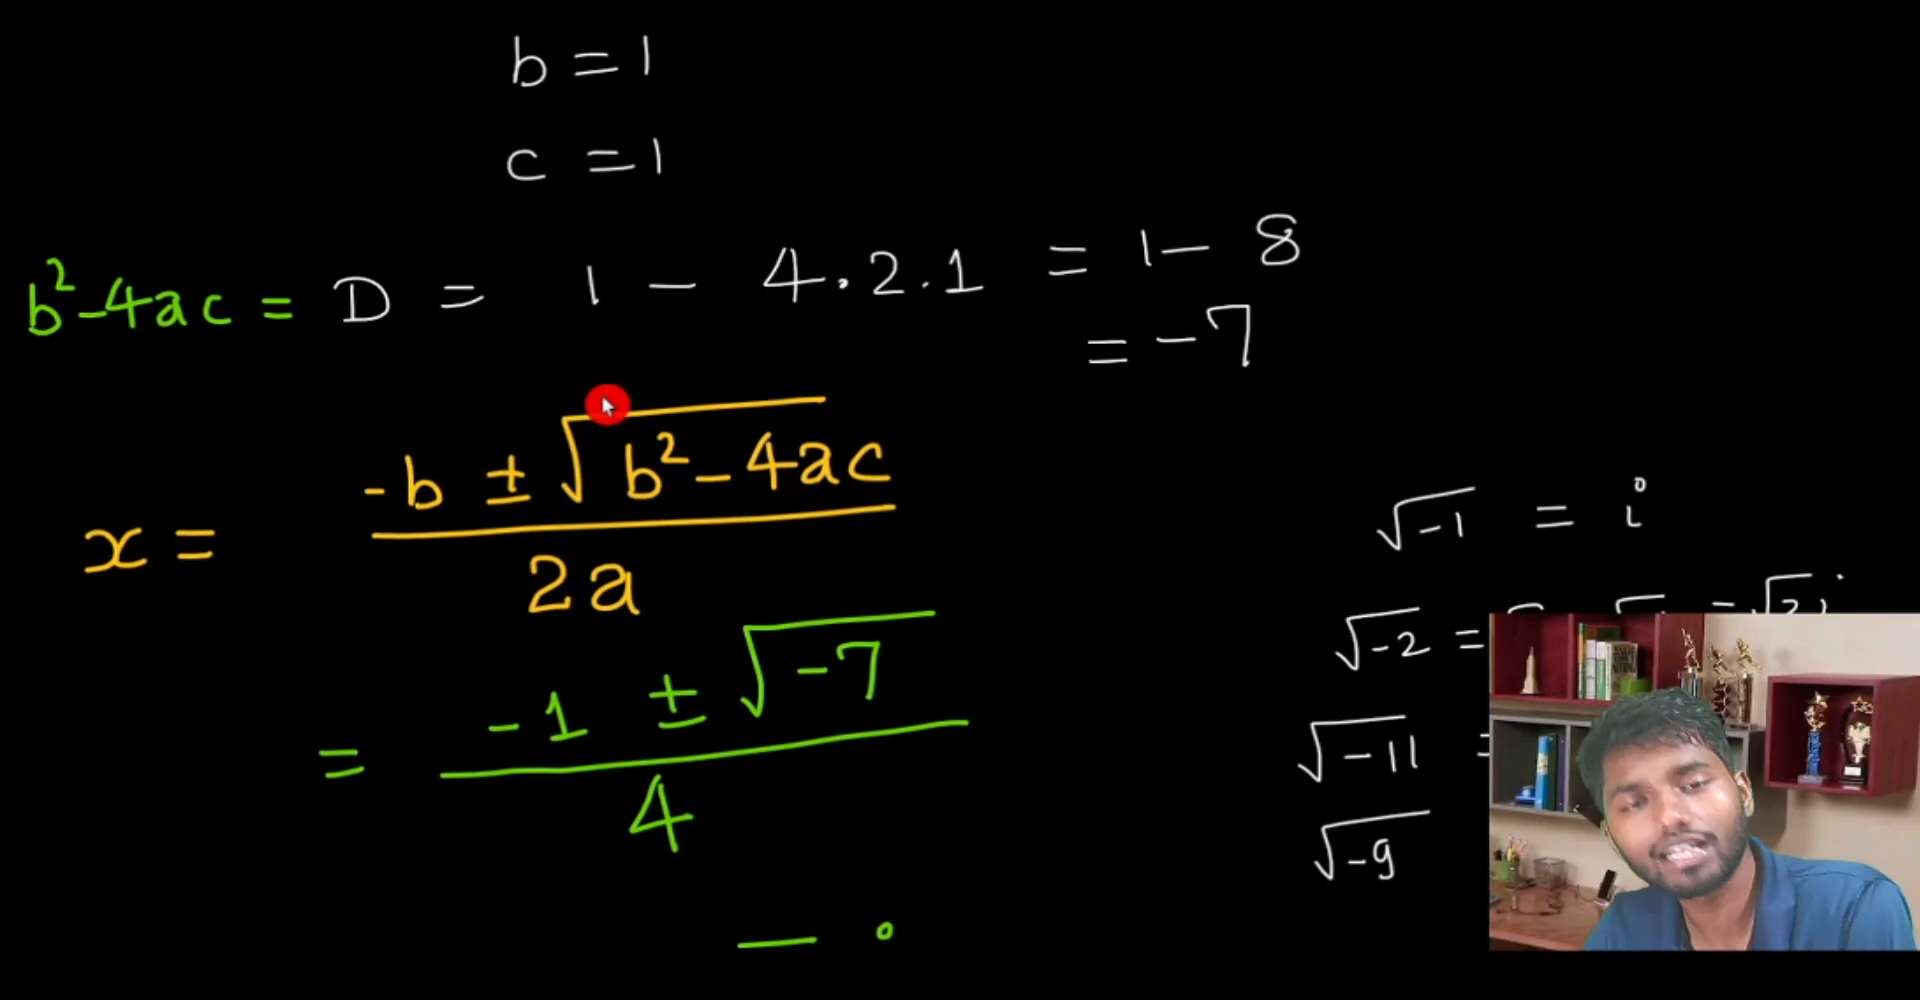 b = 1
c = 1
b² - 4ac = D = 1 - 4.2.1 = 1 - 8
= -7
x = (-b ± √(b² - 4ac)) / 2a
= (-1 ± √-7) / 4
√-1 = i
√-2 = = √2 i
√-11 =
√-9